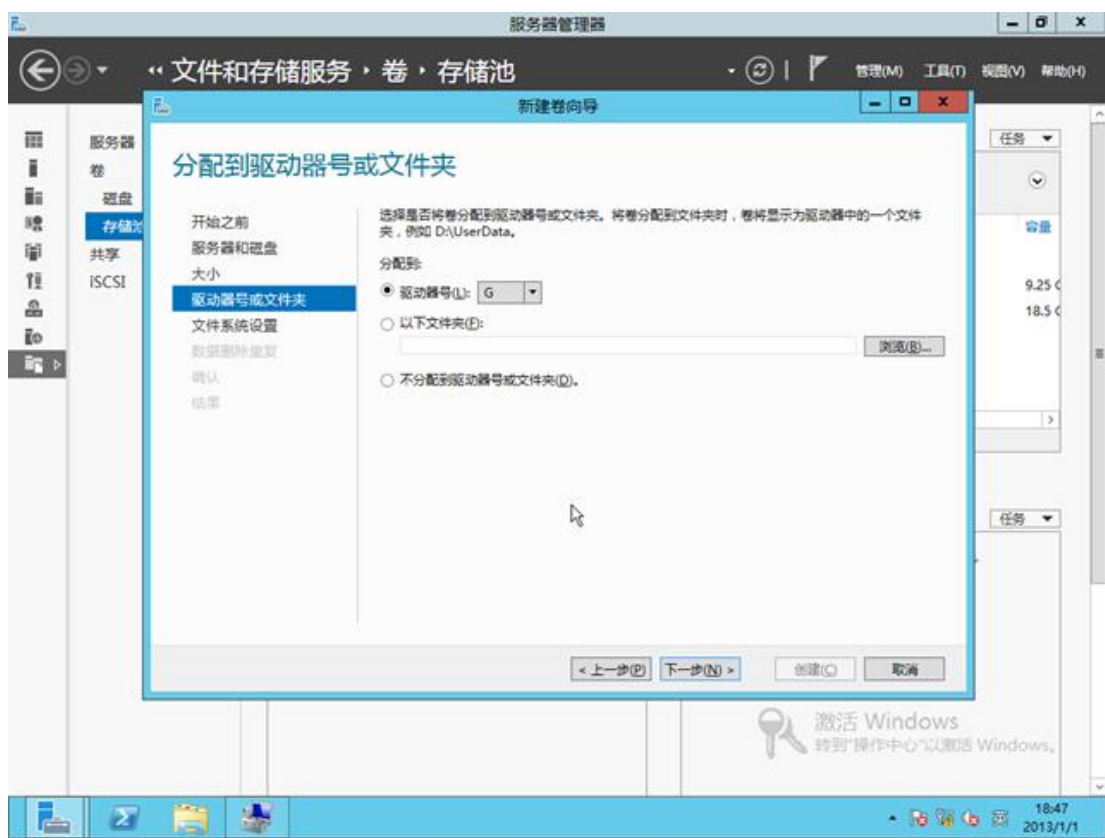 服务器管理器
文件和存储服务 · 卷 · 存储池
管理(M) 工具(T) 视图(V) 帮助(H)
服务器
卷
磁盘
存储池
共享
iSCSI
任务
容量
9.25 G
18.5 G
任务
新建卷向导
分配到驱动器号或文件夹
开始之前
服务器和磁盘
大小
驱动器号或文件夹
文件系统设置
数据删除重复
确认
结果
选择是否将卷分配到驱动器号或文件夹。将卷分配到文件夹时，卷将显示为驱动器中的一个文件
夹，例如 D:\UserData。
分配到:
驱动器号(L): G
以下文件夹(F):
浏览(B)...
不分配到驱动器号或文件夹(D)。
< 上一步(P) 下一步(N) > 创建(C) 取消
激活 Windows
转到"操作中心"以激活 Windows。
18:47
2013/1/1